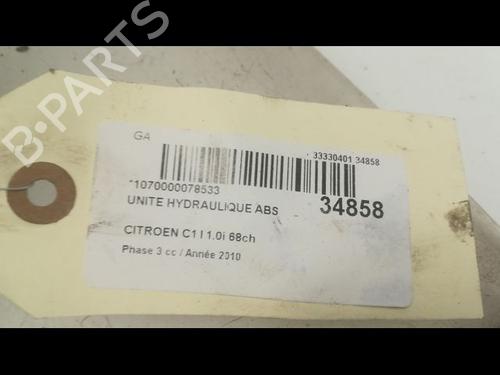 B-PARTS
GA
33330401 34858
*1070000078533
UNITE HYDRAULIQUE ABS
34858
CITROEN C1 I 1.0i 68ch
Phase 3 cc / Année 2010